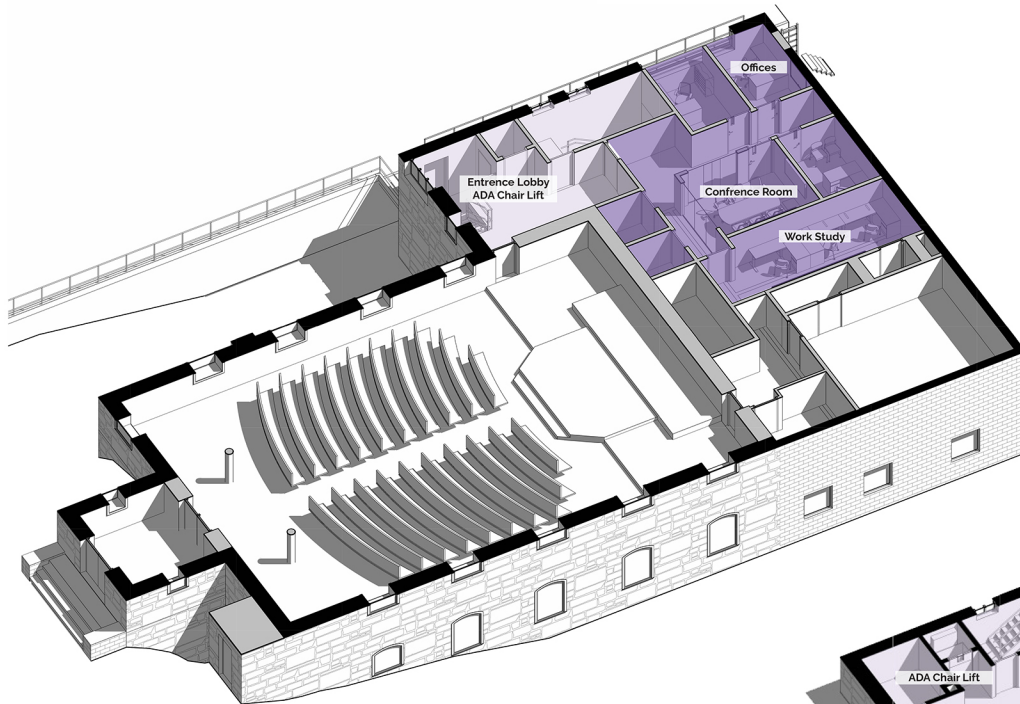 Offices
Entrence Lobby
ADA Chair Lift
Confrence Room
Work Study
ADA Chair Lift